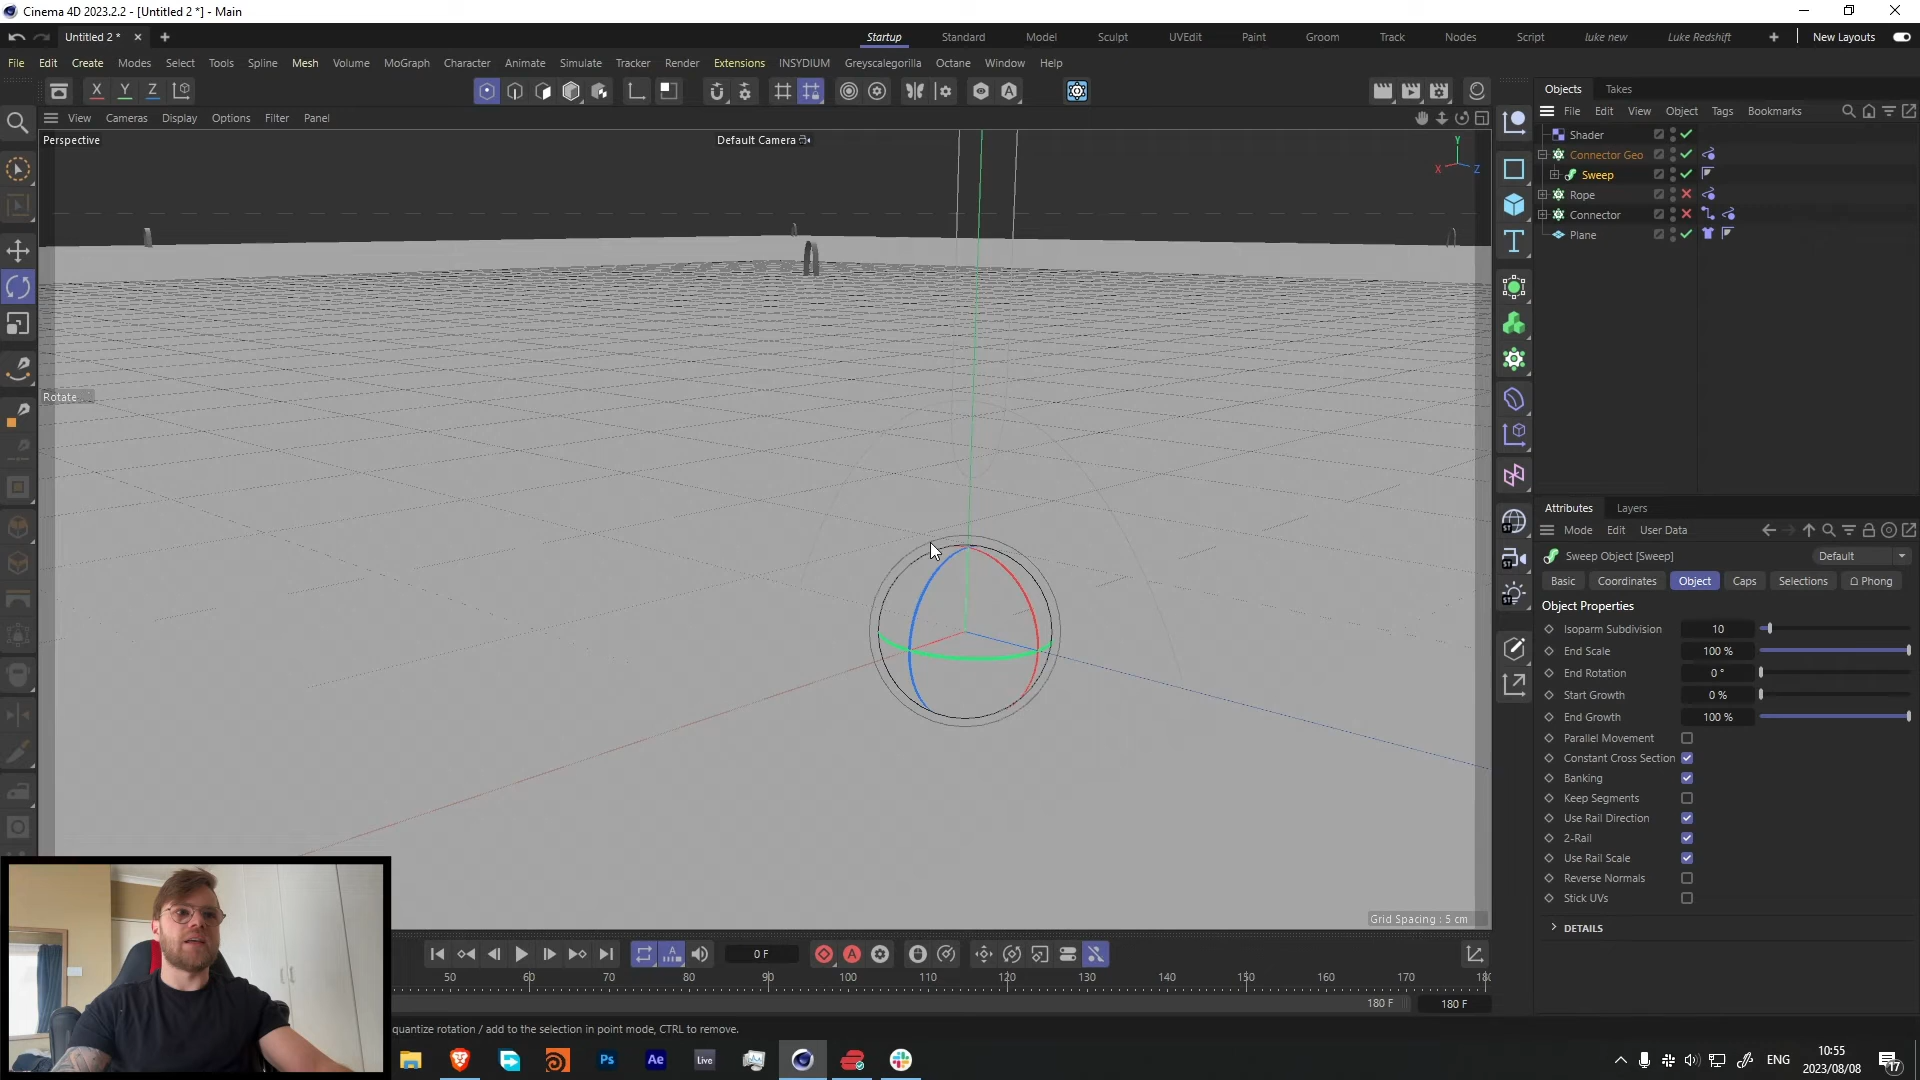 Cinema 4D 2023.2.2 - [Untitled 2 *] - Main
Untitled 2 *
Startup Standard Model Sculpt UVEdit Paint Groom Track Nodes Script luke new Luke Redshift New Layouts
File Edit Create Modes Select Tools Spline Mesh Volume MoGraph Character Animate Simulate Tracker Render Extensions INSYDIUM Greyscalegorilla Octane Window Help
X Y Z
Objects Takes
File Edit View Object Tags Bookmarks
View Cameras Display Options Filter Panel
Perspective
Default Camera
Y
X Z
Shader
Connector Geo
Sweep
Rope
Connector
Plane
Rotate
Attributes Layers
Mode Edit User Data
Sweep Object [Sweep]
Default
Basic Coordinates Object Caps Selections Phong
Object Properties
Isoparm Subdivision 10
End Scale 100 %
End Rotation 0 °
Start Growth 0 %
End Growth 100 %
Parallel Movement
Constant Cross Section
Banking
Keep Segments
Use Rail Direction
2-Rail
Use Rail Scale
Reverse Normals
Stick UVs
DETAILS
Grid Spacing : 5 cm
0 F
50 60 70 80 90 100 110 120 130 140 150 160 170
180 F 180 F
quantize rotation / add to the selection in point mode, CTRL to remove.
Ps Ae Live
ENG
10:55
2023/08/08
17